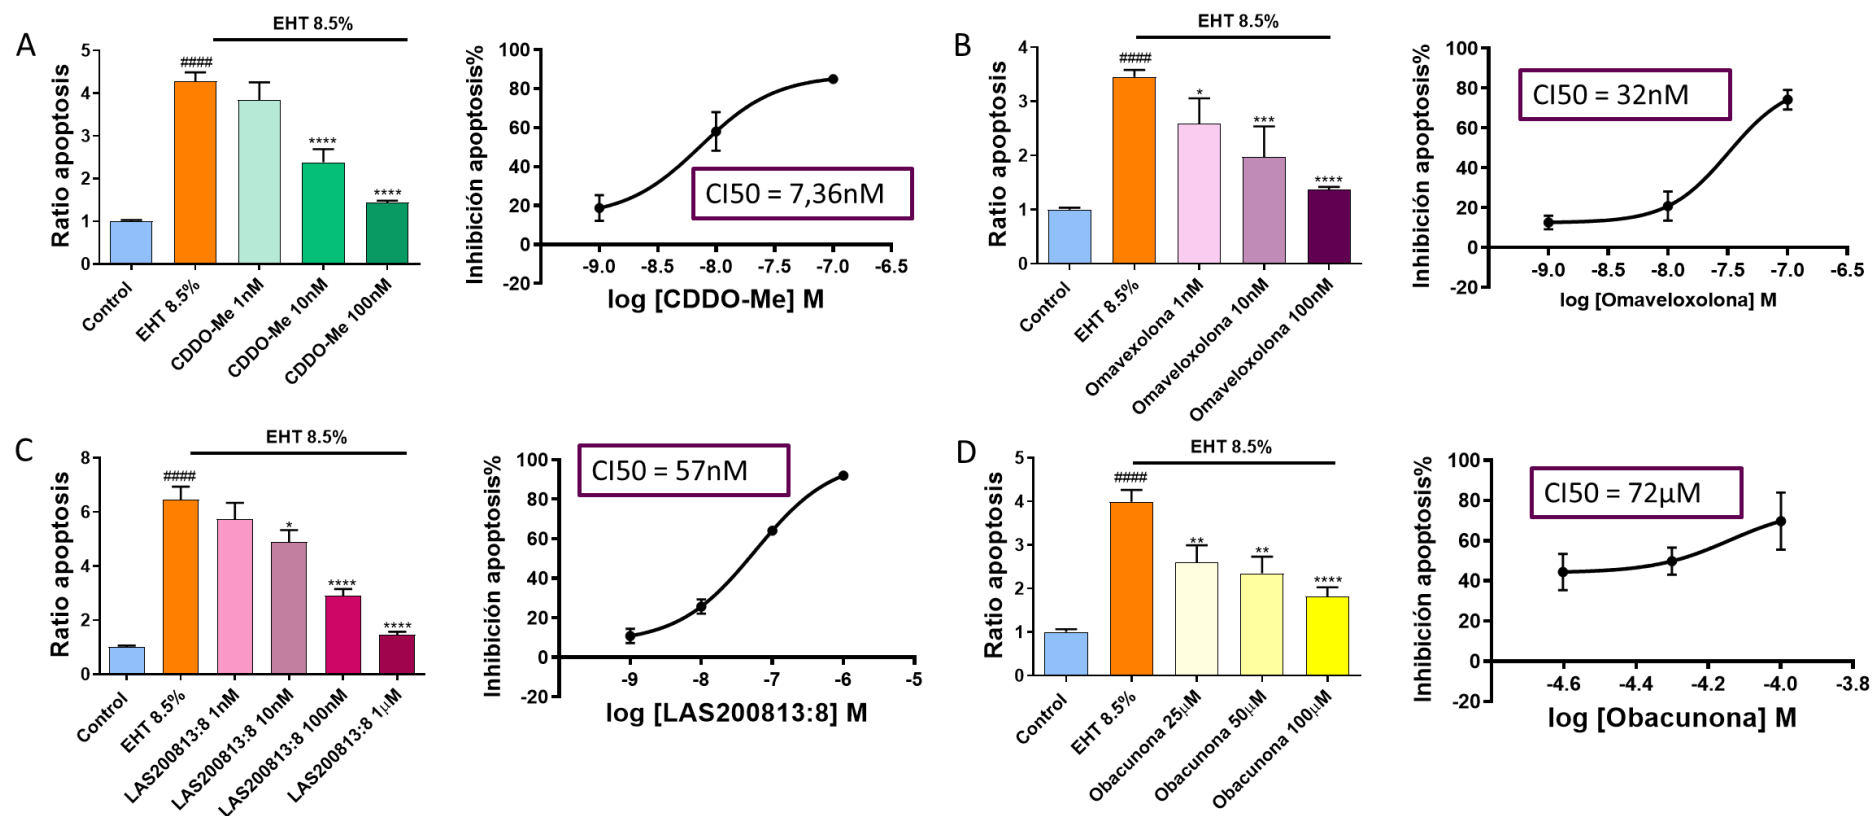 A
EHT 8.5%
Ratio apoptosis
5
4
3
2
1
0
####
****
****
Control
EHT 8.5%
CDDO-Me 1nM
CDDO-Me 10nM
CDDO-Me 100nM
Inhibición apoptosis%
100
80
60
40
20
0
-20
-9.0
-8.5
-8.0
-7.5
-7.0
-6.5
CI50 = 7,36nM
log [CDDO-Me] M
B
EHT 8.5%
Ratio apoptosis
4
3
2
1
0
####
*
***
****
Control
EHT 8.5%
Omavexolona 1nM
Omaveloxolona 10nM
Omaveloxolona 100nM
Inhibición apoptosis%
100
80
60
40
20
0
-20
-9.0
-8.5
-8.0
-7.5
-7.0
-6.5
CI50 = 32nM
log [Omaveloxolona] M
C
EHT 8.5%
Ratio apoptosis
8
6
4
2
0
####
*
****
****
Control
EHT 8.5%
LAS200813:8 1nM
LAS200813:8 10nM
LAS200813:8 100nM
LAS200813:8 1µM
Inhibición apoptosis%
100
80
60
40
20
0
-20
-9
-8
-7
-6
-5
CI50 = 57nM
log [LAS200813:8] M
D
EHT 8.5%
Ratio apoptosis
5
4
3
2
1
0
####
**
**
****
Control
EHT 8.5%
Obacunona 25µM
Obacunona 50µM
Obacunona 100µM
Inhibición apoptosis%
100
80
60
40
20
0
-20
-4.6
-4.4
-4.2
-4.0
-3.8
CI50 = 72µM
log [Obacunona] M